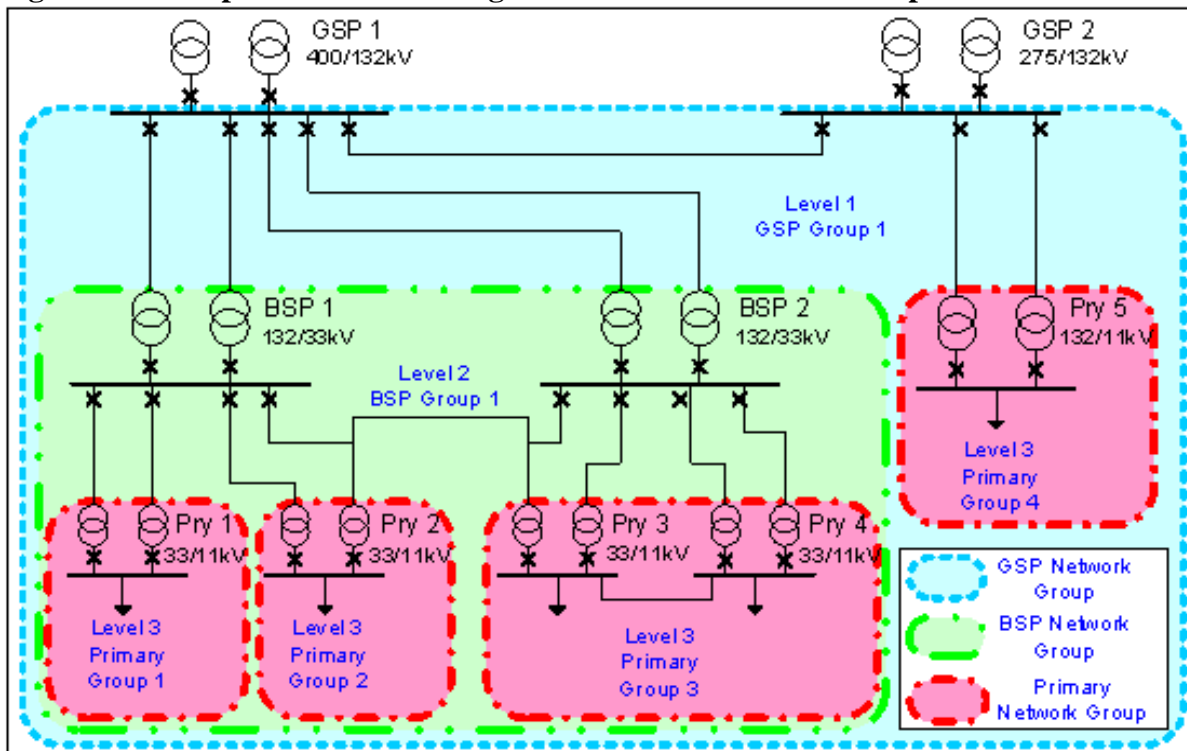 GSP 1
400/132kV
GSP 2
275/132kV
Level 1
GSP Group 1
BSP 1
132/33kV
BSP 2
132/33kV
Pry 5
132/11kV
Level 2
BSP Group 1
Level 3
Primary
Group 4
Pry 1
33/11kV
Pry 2
33/11kV
Pry 3
33/11kV
Pry 4
33/11kV
Level 3
Primary
Group 1
Level 3
Primary
Group 2
Level 3
Primary
Group 3
GSP Network
Group
BSP Network
Group
Primary
Network Group